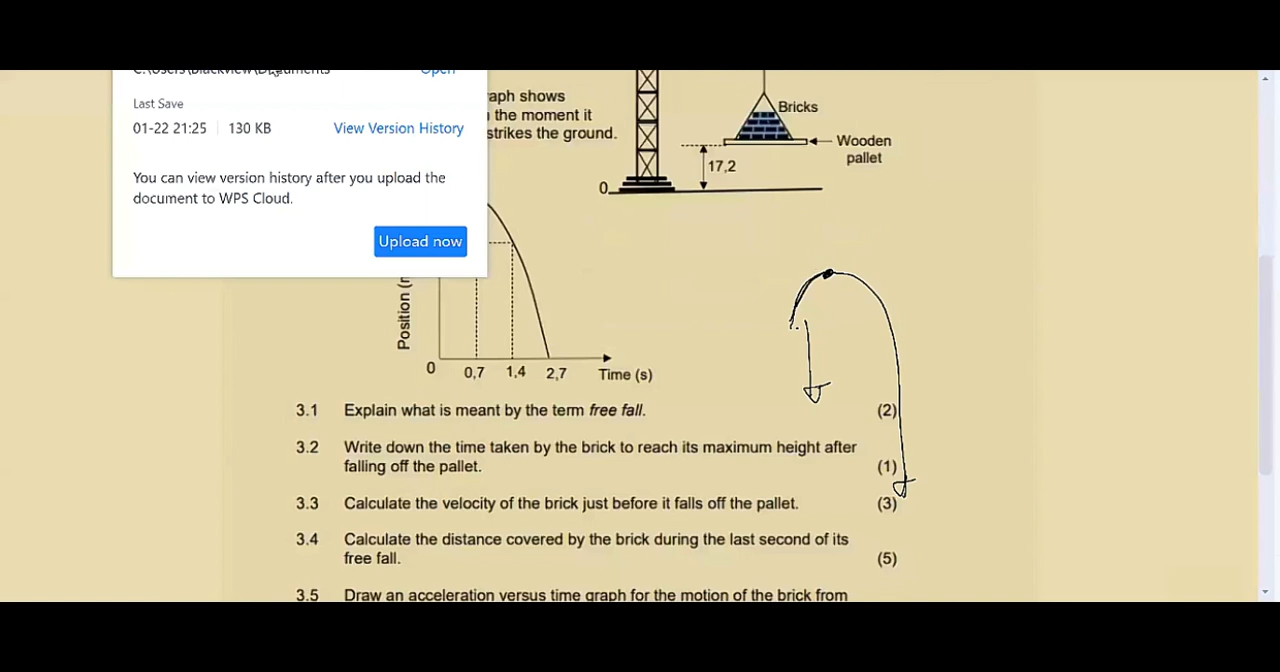 C:\Users\Blackview\Documents Open
Last Save
01-22 21:25 130 KB View Version History
You can view version history after you upload the
document to WPS Cloud.
Upload now
aph shows
the moment it
strikes the ground.
Bricks
Wooden
pallet
17,2
0
Position (
0
0,7 1,4 2,7 Time (s)
3.1 Explain what is meant by the term free fall. (2)
3.2 Write down the time taken by the brick to reach its maximum height after
falling off the pallet. (1)
3.3 Calculate the velocity of the brick just before it falls off the pallet. (3)
3.4 Calculate the distance covered by the brick during the last second of its
free fall. (5)
3.5 Draw an acceleration versus time graph for the motion of the brick from